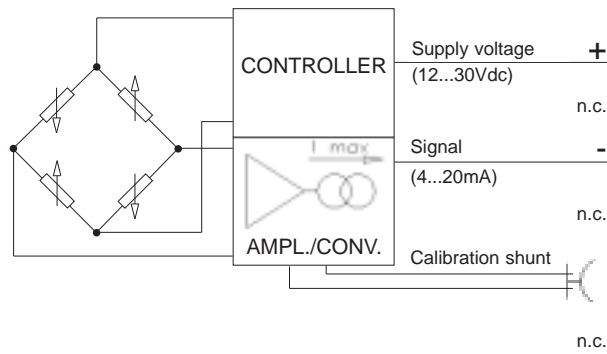 CONTROLLER
Supply voltage +
(12...30Vdc)
n.c.
I max
Signal -
(4...20mA)
n.c.
AMPL./CONV.
Calibration shunt
n.c.